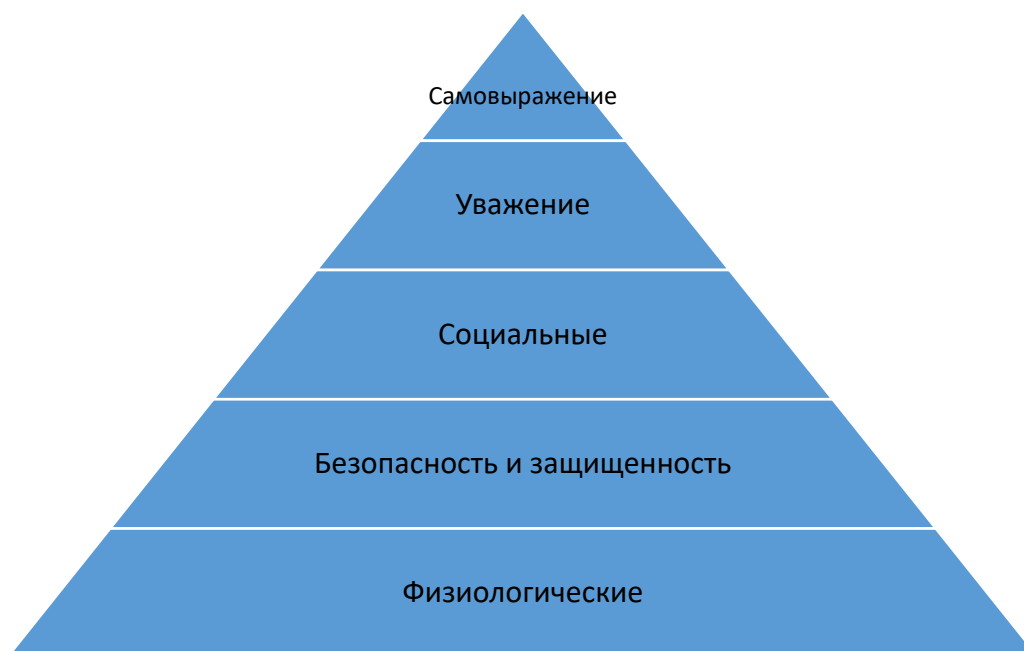 Самовыражение
Уважение
Социальные
Безопасность и защищенность
Физиологические